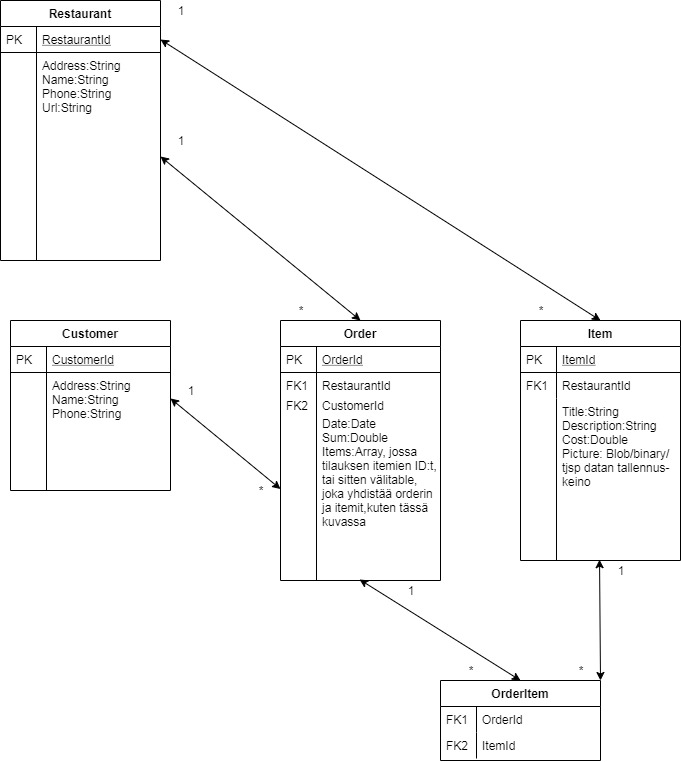 Restaurant
1
PK RestaurantId
Address:String
Name:String
Phone:String
Url:String
1
*
*
Customer
PK CustomerId
Address:String
Name:String
Phone:String
1
*
Order
PK OrderId
FK1 RestaurantId
FK2 CustomerId
Date:Date
Sum:Double
Items:Array, jossa
tilauksen itemien ID:t,
tai sitten välitable,
joka yhdistää orderin
ja itemit,kuten tässä
kuvassa
Item
PK ItemId
FK1 RestaurantId
Title:String
Description:String
Cost:Double
Picture: Blob/binary/
tjsp datan tallennus-
keino
1
1
*
*
OrderItem
FK1 OrderId
FK2 ItemId